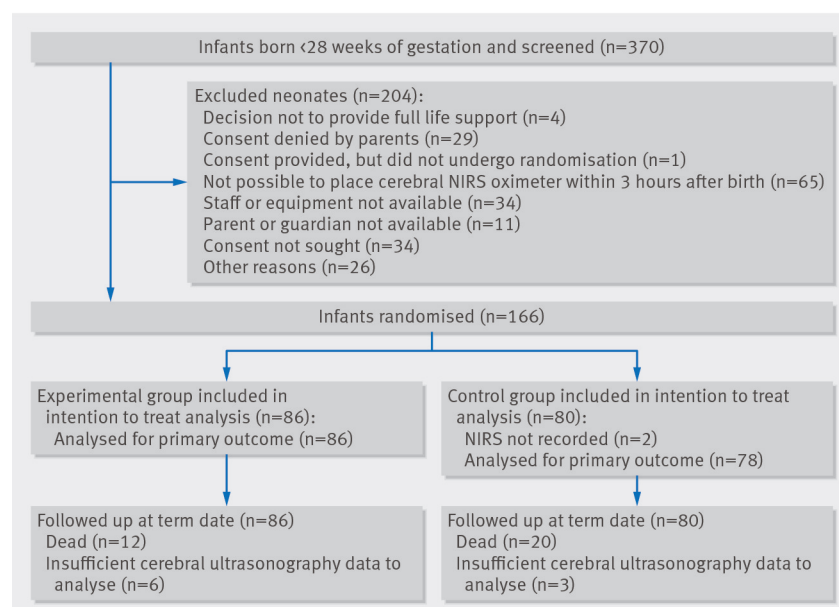 Infants born <28 weeks of gestation and screened (n=370)
Excluded neonates (n=204):
Decision not to provide full life support (n=4)
Consent denied by parents (n=29)
Consent provided, but did not undergo randomisation (n=1)
Not possible to place cerebral NIRS oximeter within 3 hours after birth (n=65)
Staff or equipment not available (n=34)
Parent or guardian not available (n=11)
Consent not sought (n=34)
Other reasons (n=26)
Infants randomised (n=166)
Experimental group included in
intention to treat analysis (n=86):
Analysed for primary outcome (n=86)
Control group included in intention to treat
analysis (n=80):
NIRS not recorded (n=2)
Analysed for primary outcome (n=78)
Followed up at term date (n=86)
Dead (n=12)
Insufficient cerebral ultrasonography data to
analyse (n=6)
Followed up at term date (n=80)
Dead (n=20)
Insufficient cerebral ultrasonography data to
analyse (n=3)